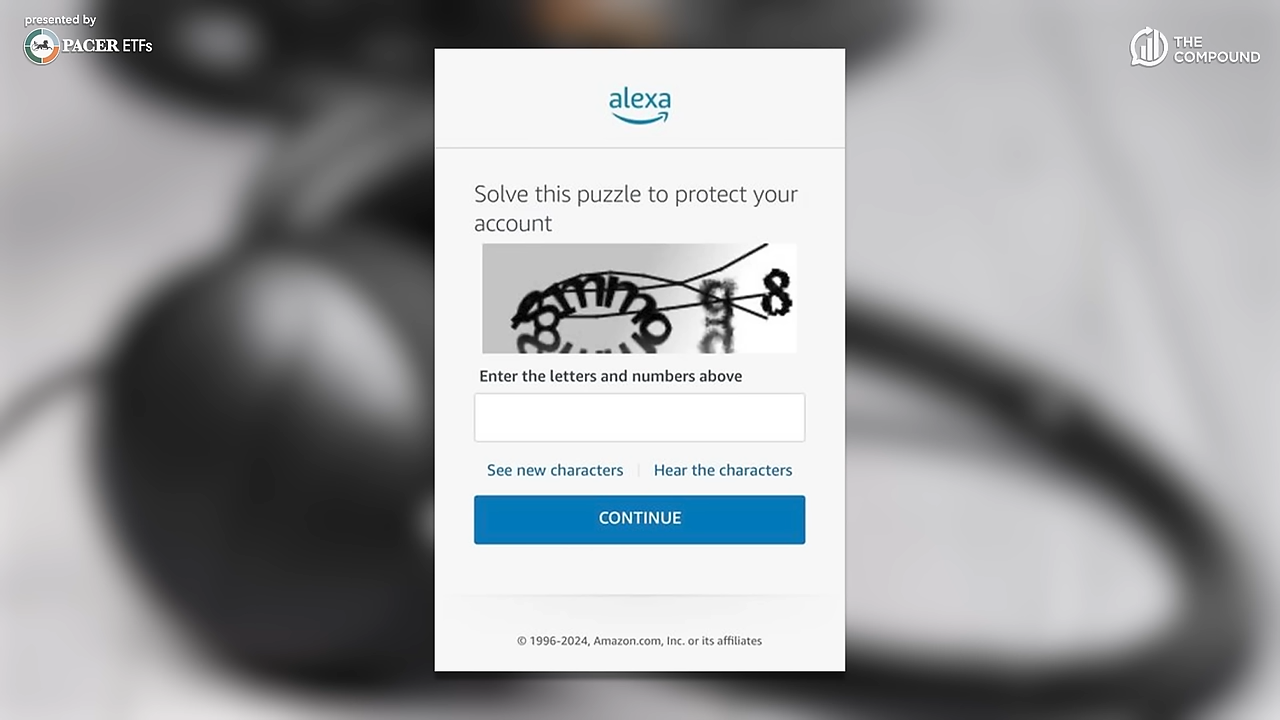 presented by
PACER ETFs
THE
COMPOUND
alexa
Solve this puzzle to protect your
account
8
Enter the letters and numbers above
See new characters
Hear the characters
CONTINUE
© 1996-2024, Amazon.com, Inc. or its affiliates